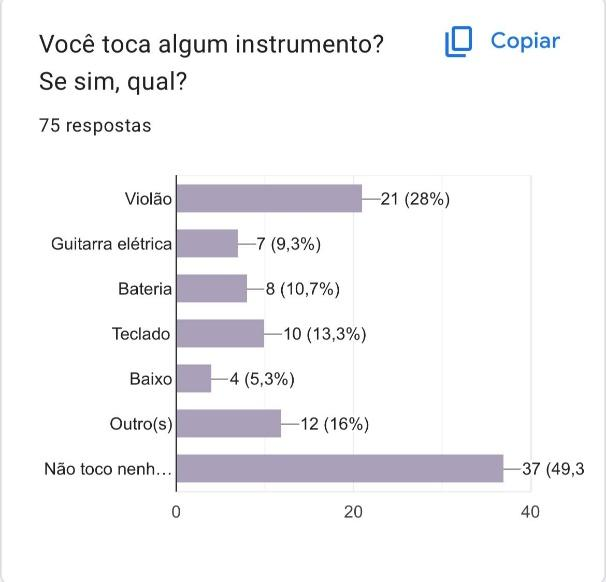 Você toca algum instrumento?
Copiar
Se sim, qual?
75 respostas
Violão 21 (28%)
Guitarra elétrica 7 (9,3%)
Bateria 8 (10,7%)
Teclado 10 (13,3%)
Baixo 4 (5,3%)
Outro(s) 12 (16%)
Não toco nenh... 37 (49,3
0 20 40